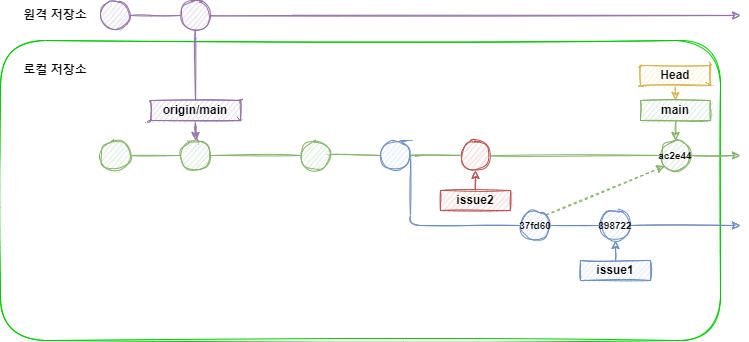 원격 저장소
로컬 저장소
Head
origin/main
main
ac2e44
issue2
37fd60
898722
issue1